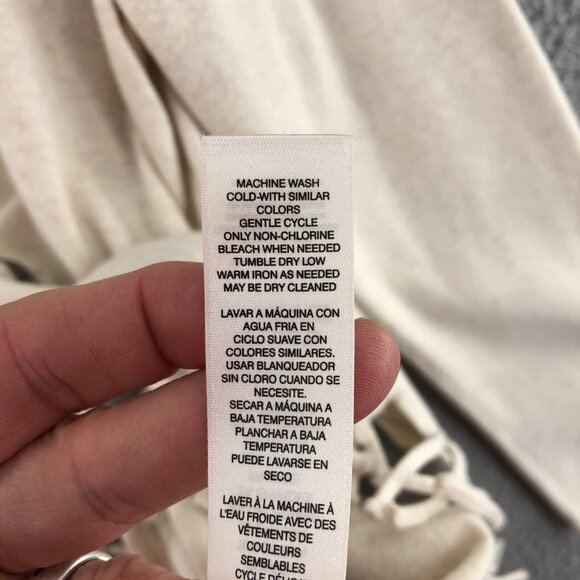 MACHINE WASH
COLD-WITH SIMILAR
COLORS
GENTLE CYCLE
ONLY NON-CHLORINE
BLEACH WHEN NEEDED
TUMBLE DRY LOW
WARM IRON AS NEEDED
MAY BE DRY CLEANED
LAVAR A MÁQUINA CON
AGUA FRIA EN
CICLO SUAVE CON
COLORES SIMILARES.
USAR BLANQUEADOR
SIN CLORO CUANDO SE
NECESITE.
SECAR A MÁQUINA A
BAJA TEMPERATURA
PLANCHAR A BAJA
TEMPERATURA
PUEDE LAVARSE EN
SECO
LAVER À LA MACHINE À
L'EAU FROIDE AVEC DES
VÊTEMENTS DE
COULEURS
SEMBLABLES
CYCLE DÉLICAT